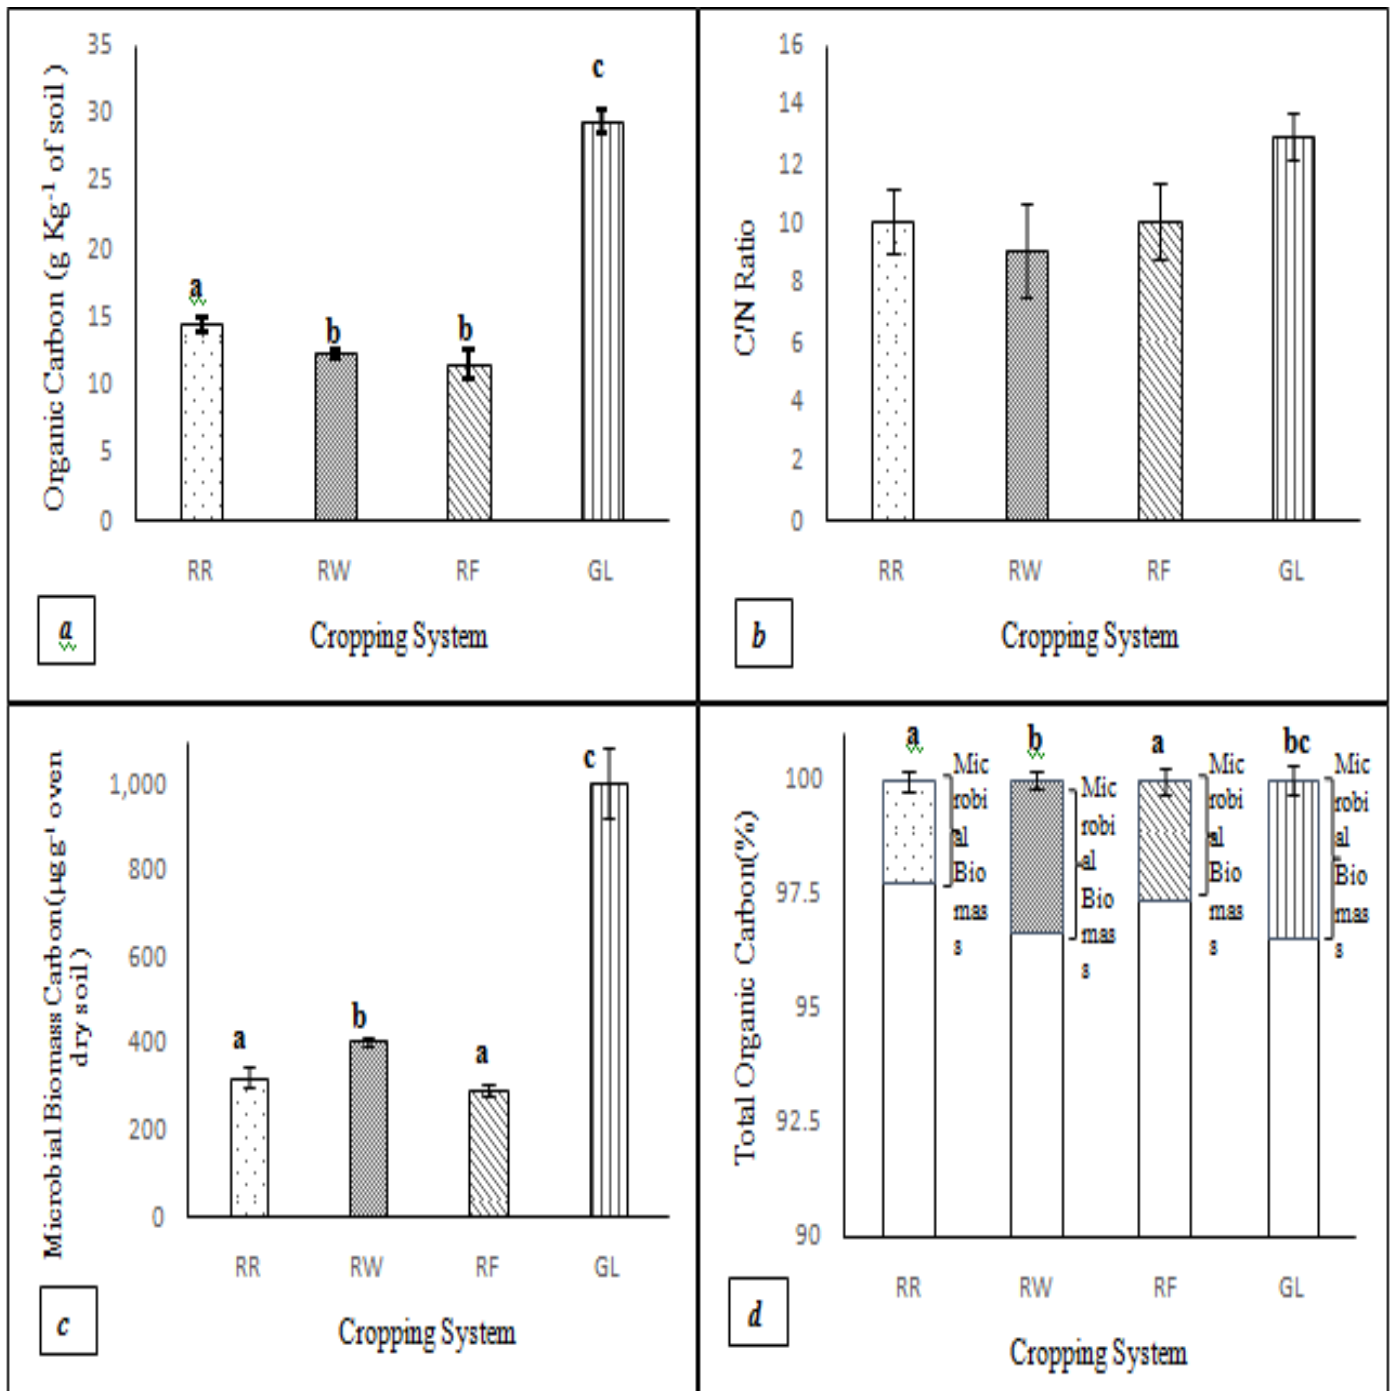 Organic Carbon (g Kg⁻¹ of soil )
35
30
25
20
15
10
5
0
a
b
b
c
RR RW RF GL
Cropping System
a
C/N Ratio
16
14
12
10
8
6
4
2
0
RR RW RF GL
Cropping System
b
Microbial Biomass Carbon(µgg⁻¹ oven
dry soil )
1,000
800
600
400
200
0
a
b
a
c
RR RW RF GL
Cropping System
c
Total Organic Carbon(%)
100
97.5
95
92.5
90
a
b
a
bc
Mic
robi
al
Bio
mas
s
Mic
robi
al
Bio
mas
s
Mic
robi
al
Bio
mas
s
Mic
robi
al
Bio
mas
s
RR RW RF GL
Cropping System
d